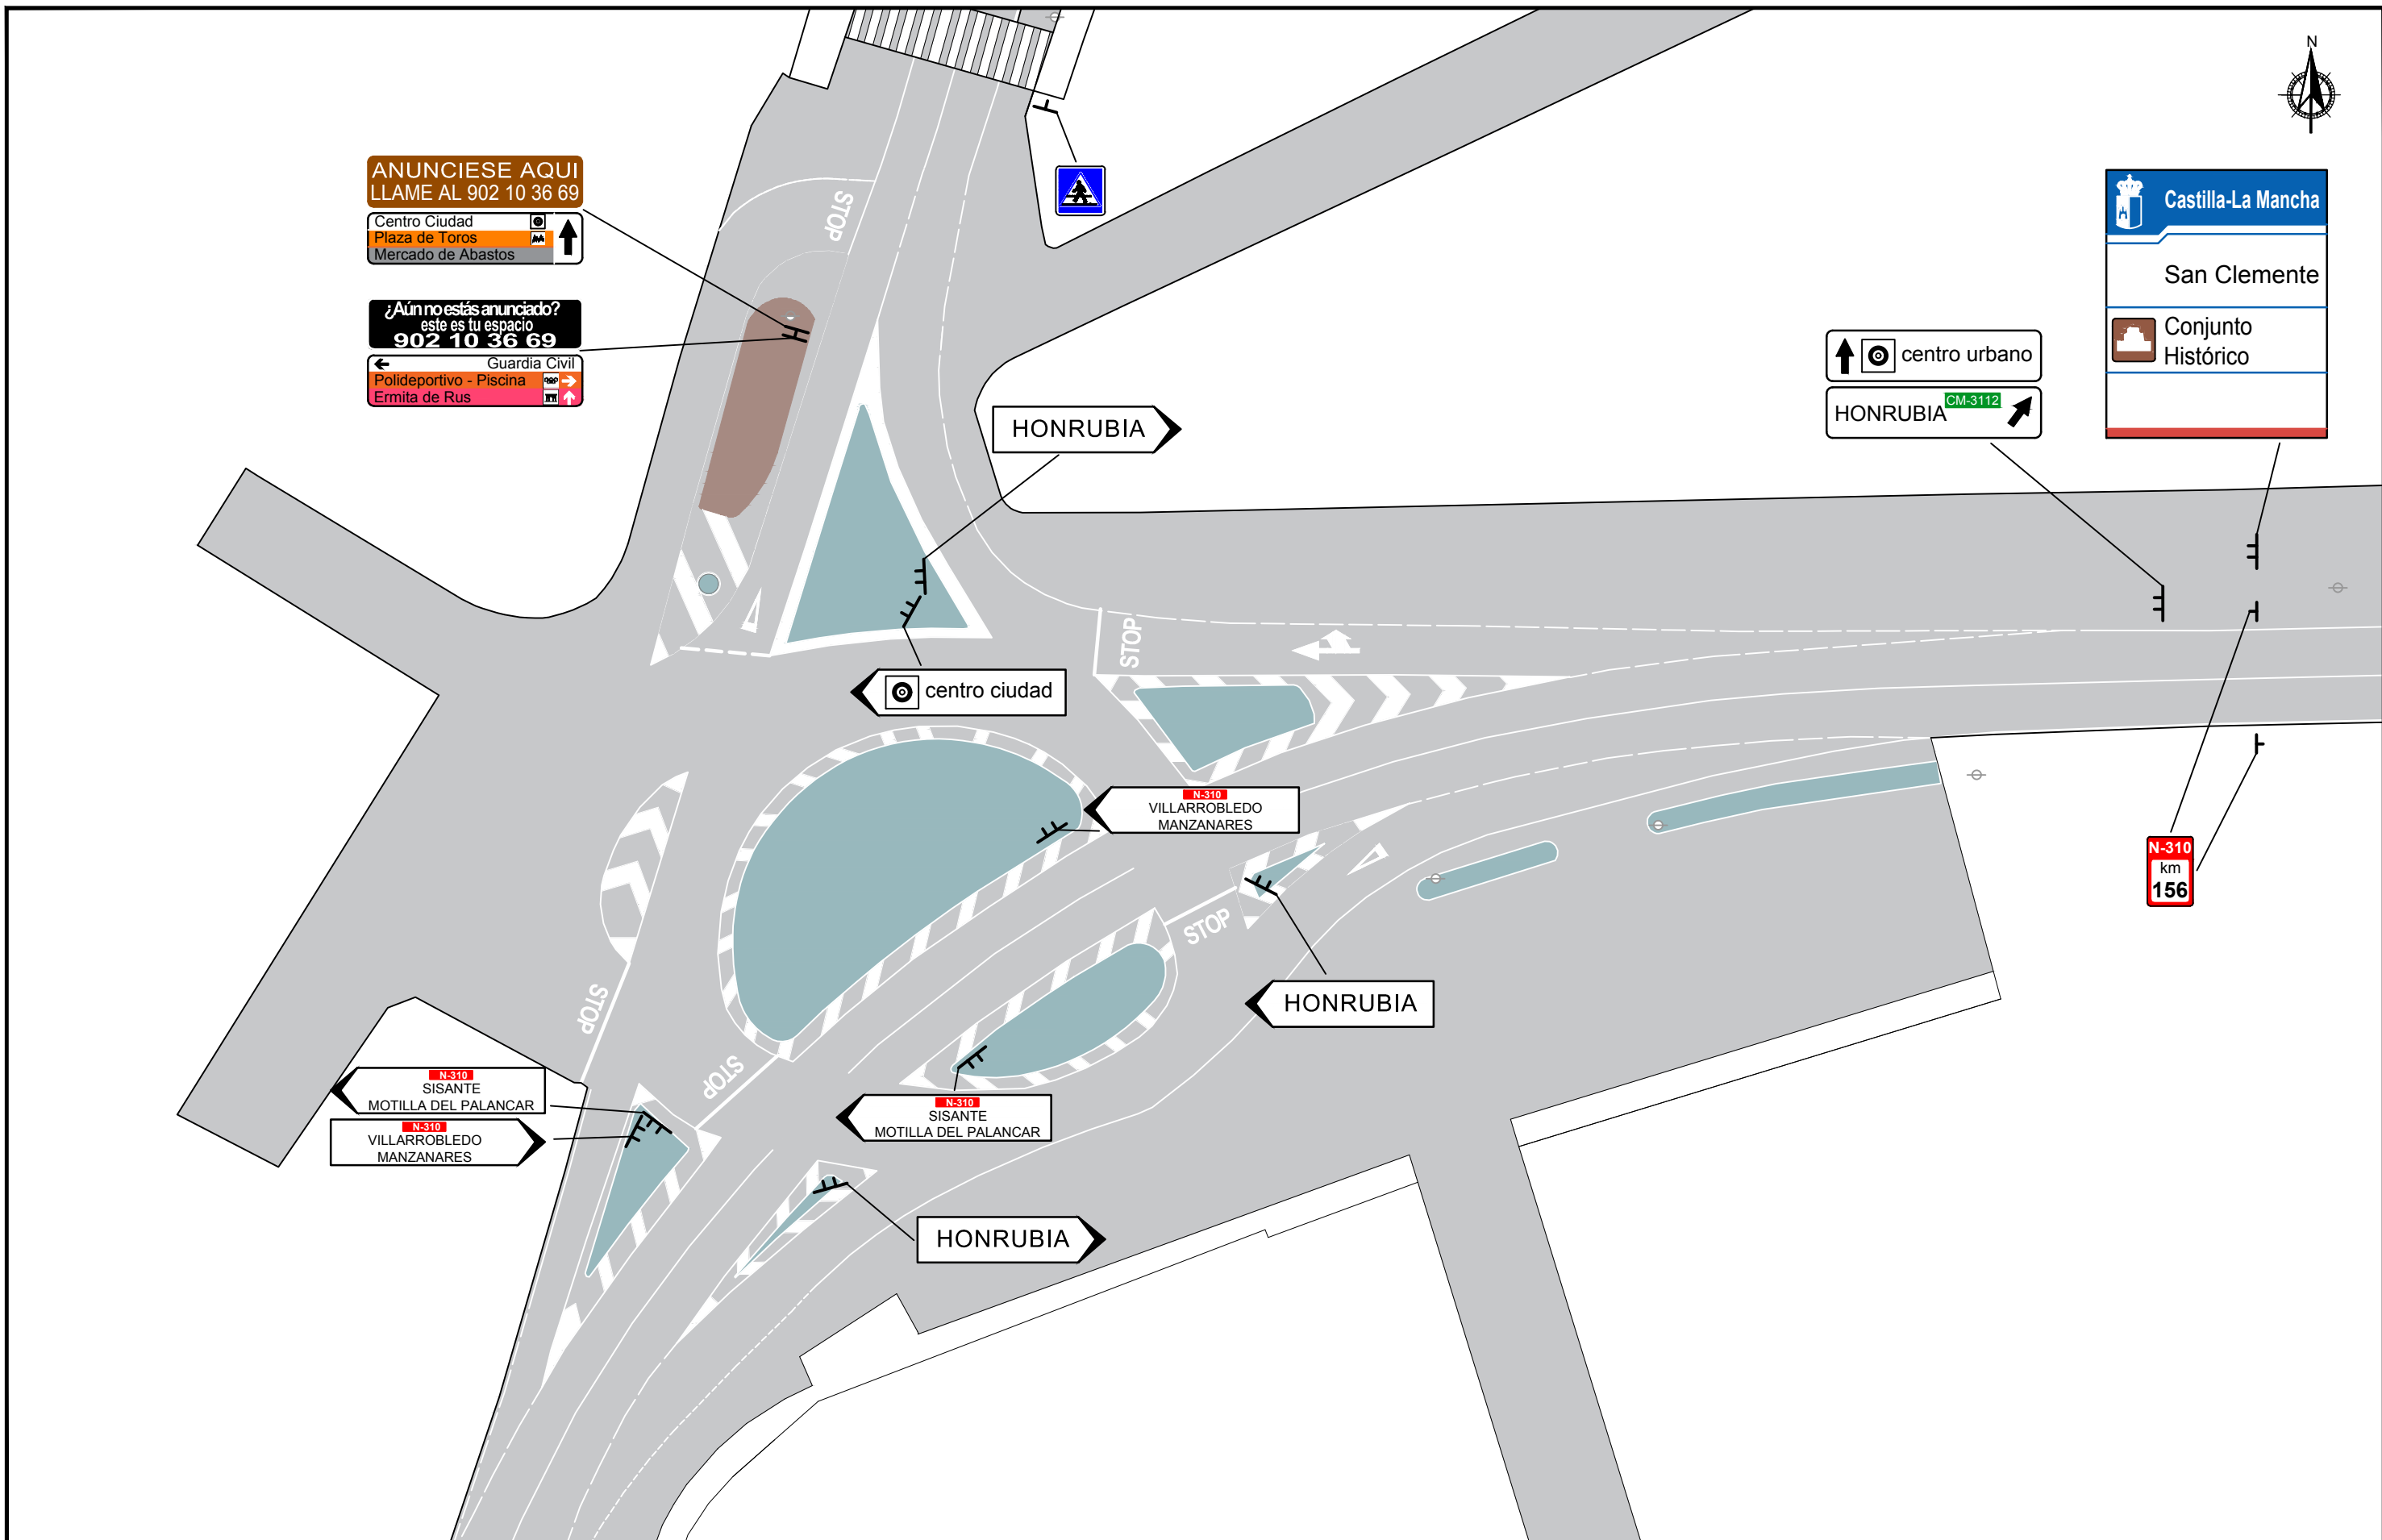 N
ANUNCIESE AQUI
LLAME AL 902 10 36 69
Centro Ciudad
Plaza de Toros
Mercado de Abastos
¿Aún no estás anunciado?
este es tu espacio
902 10 36 69
Guardia Civil
Polideportivo - Piscina
Ermita de Rus
STOP
Castilla-La Mancha
San Clemente
Conjunto
Histórico
centro urbano
HONRUBIA CM-3112
HONRUBIA
STOP
centro ciudad
N-310
VILLARROBLEDO
MANZANARES
N-310
km
156
STOP
HONRUBIA
STOP
STOP
N-310
SISANTE
MOTILLA DEL PALANCAR
N-310
VILLARROBLEDO
MANZANARES
N-310
SISANTE
MOTILLA DEL PALANCAR
HONRUBIA